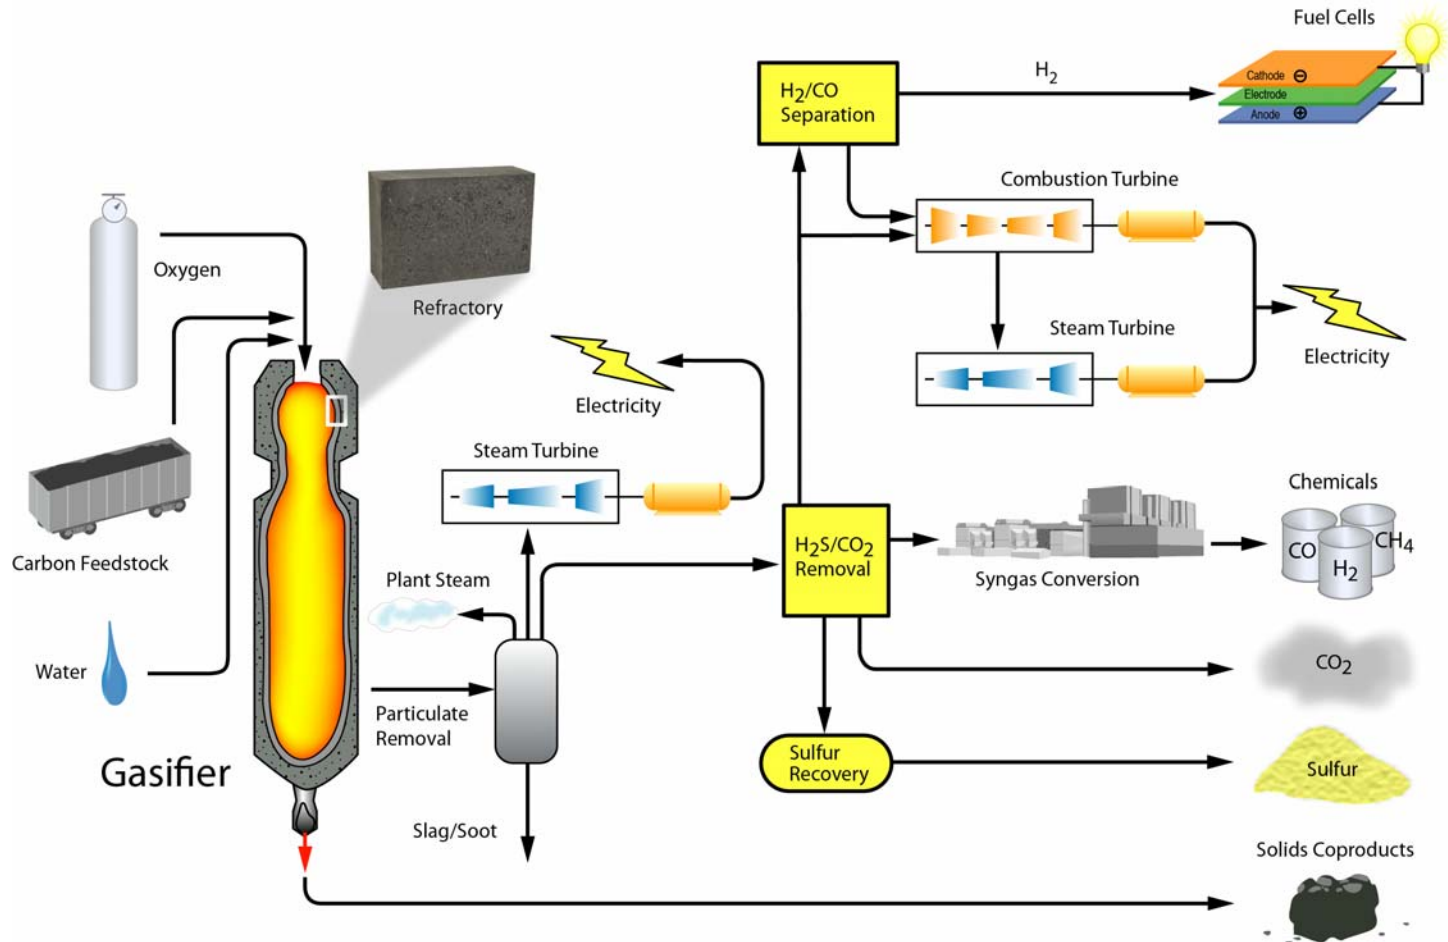 Fuel Cells
Cathode ⊖
Electrode
Anode ⊕
H2
H2/CO
Separation
Combustion Turbine
Oxygen
Refractory
Steam Turbine
Electricity
Electricity
Steam Turbine
Chemicals
CO
CH4
H2
H2S/CO2
Removal
Syngas Conversion
Carbon Feedstock
Plant Steam
Water
CO2
Particulate
Removal
Gasifier
Sulfur
Recovery
Sulfur
Slag/Soot
Solids Coproducts